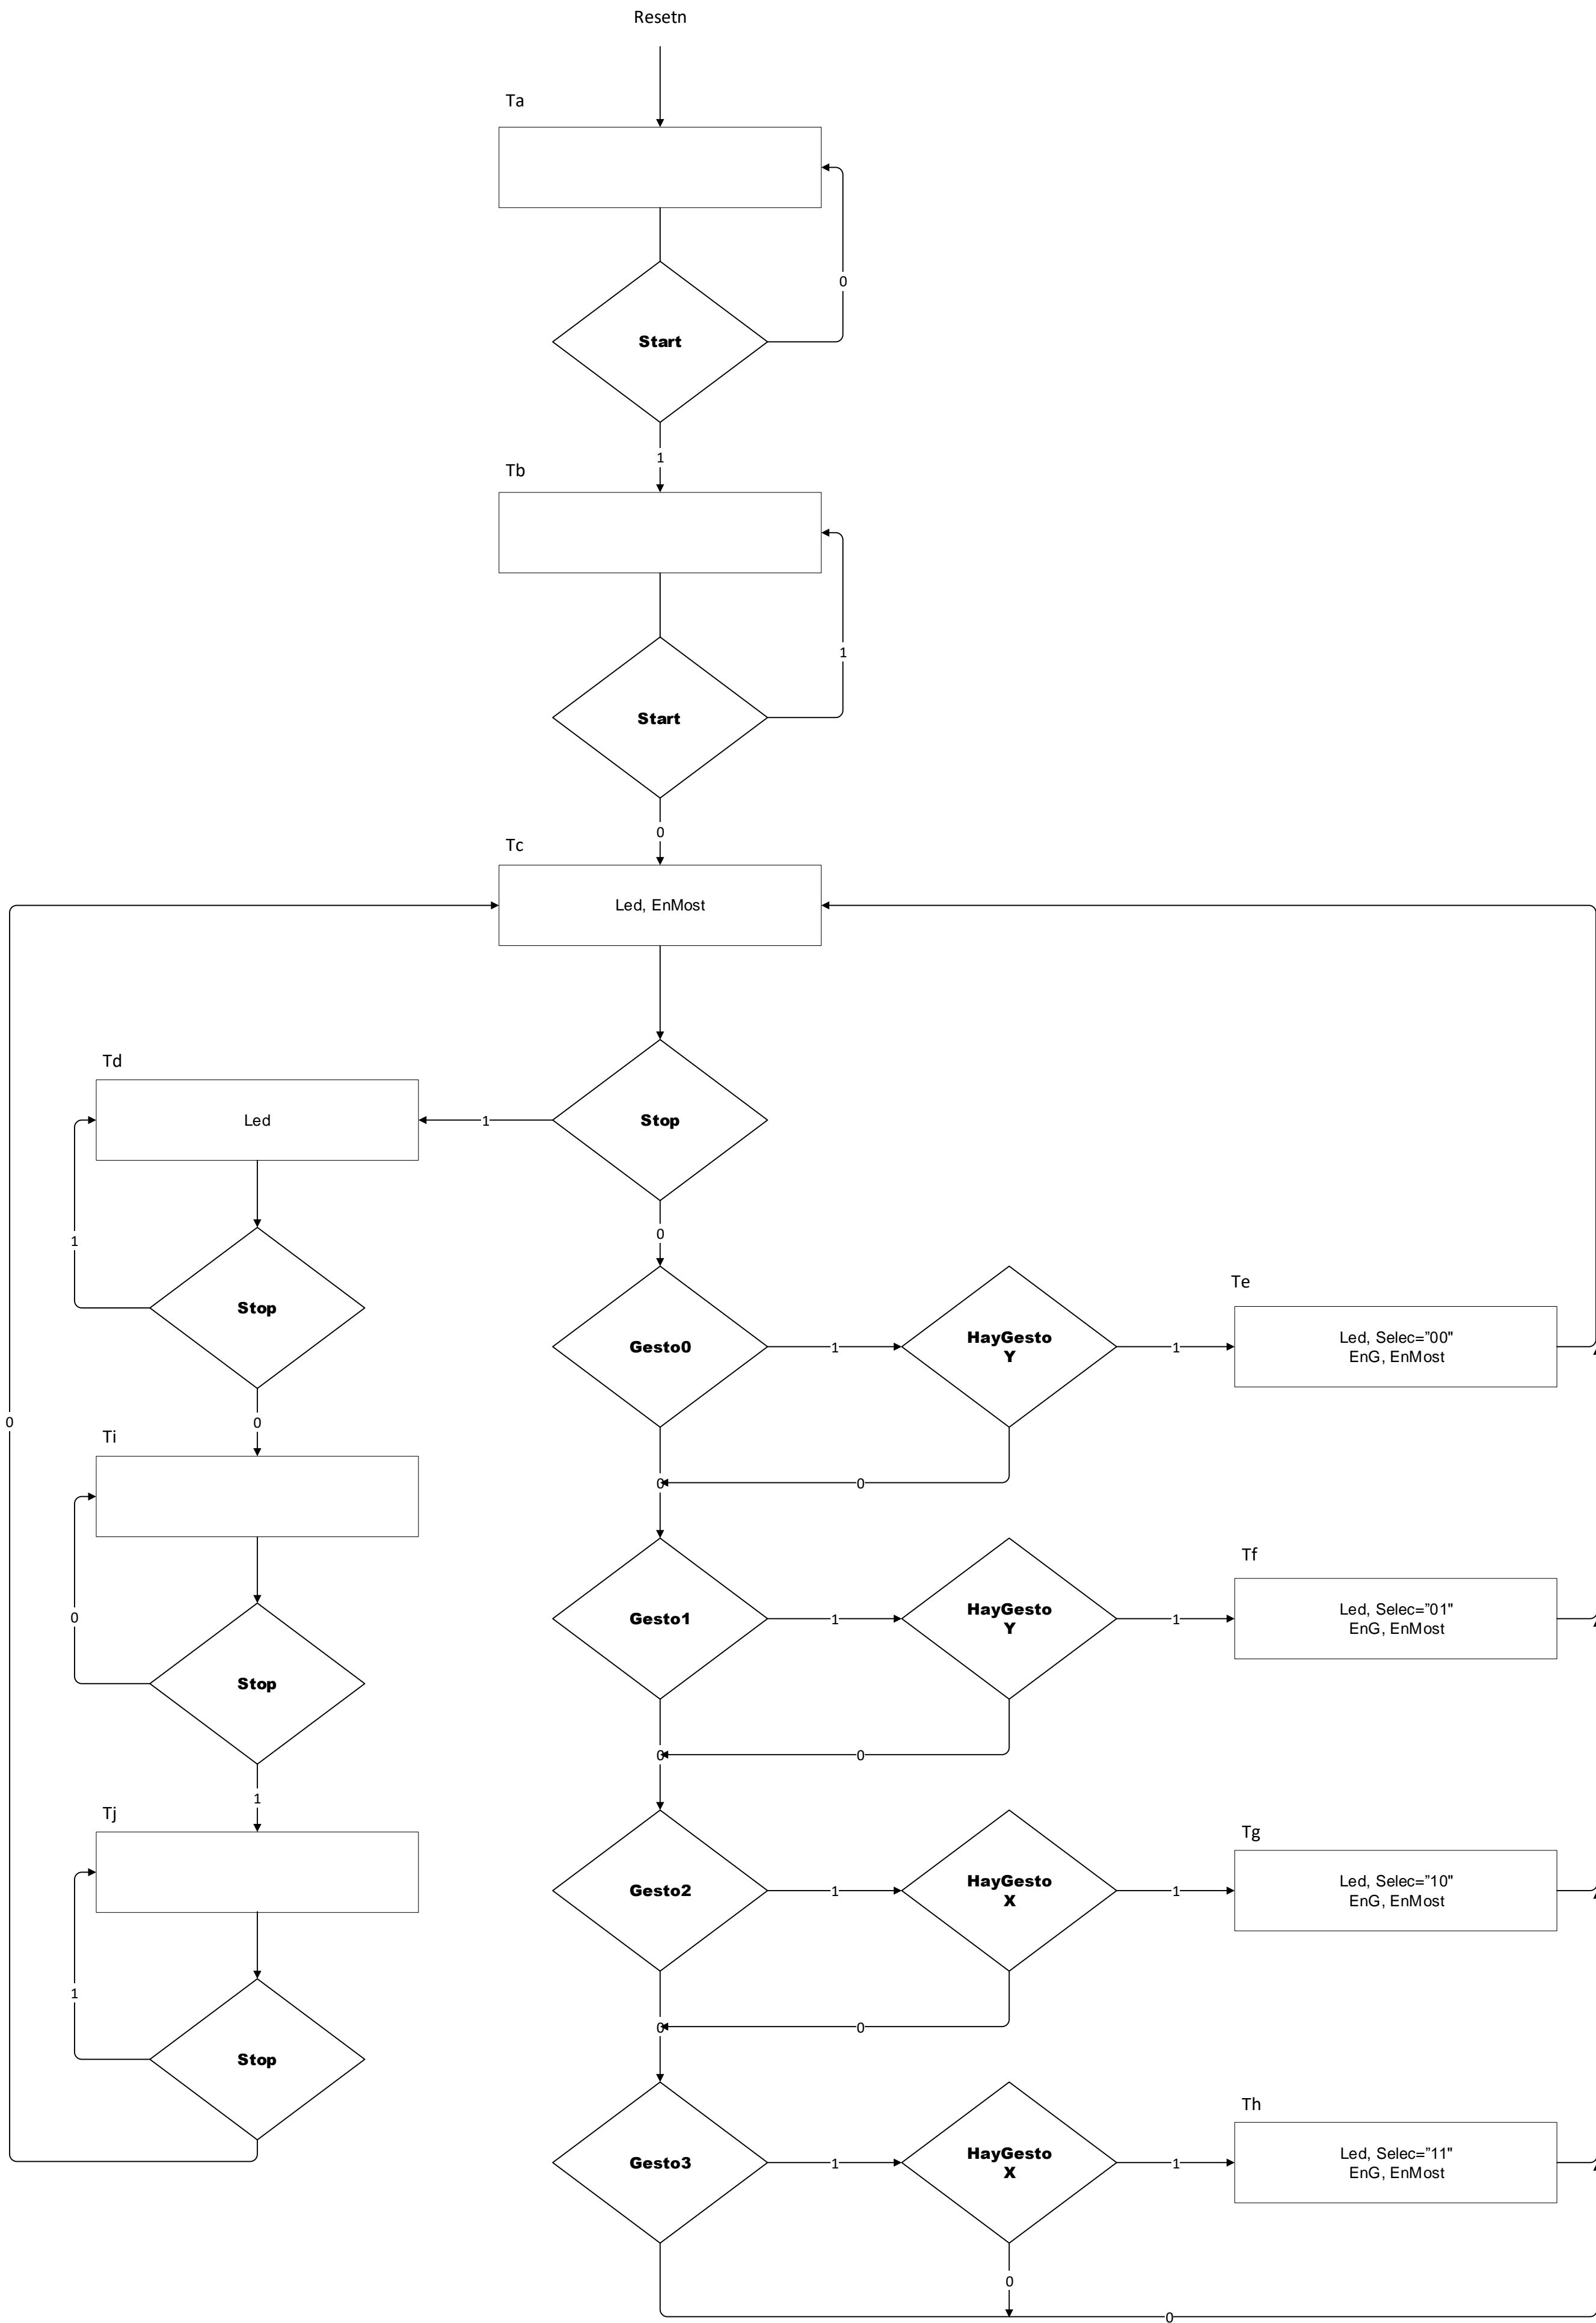 Resetn
Ta
0
Start
1
Tb
1
Start
0
Tc
Led, EnMost
Td
Led
1
Stop
1
0
Stop
0
0
Ti
Gesto0
1
HayGesto
Y
1
Te
Led, Selec=”00"
EnG, EnMost
0
0
0
Stop
1
Gesto1
1
HayGesto
Y
1
Tf
Led, Selec=”01"
EnG, EnMost
0
0
Tj
1
Stop
Gesto2
1
HayGesto
X
1
Tg
Led, Selec=”10"
EnG, EnMost
0
0
Gesto3
1
HayGesto
X
1
Th
Led, Selec=”11"
EnG, EnMost
0
0